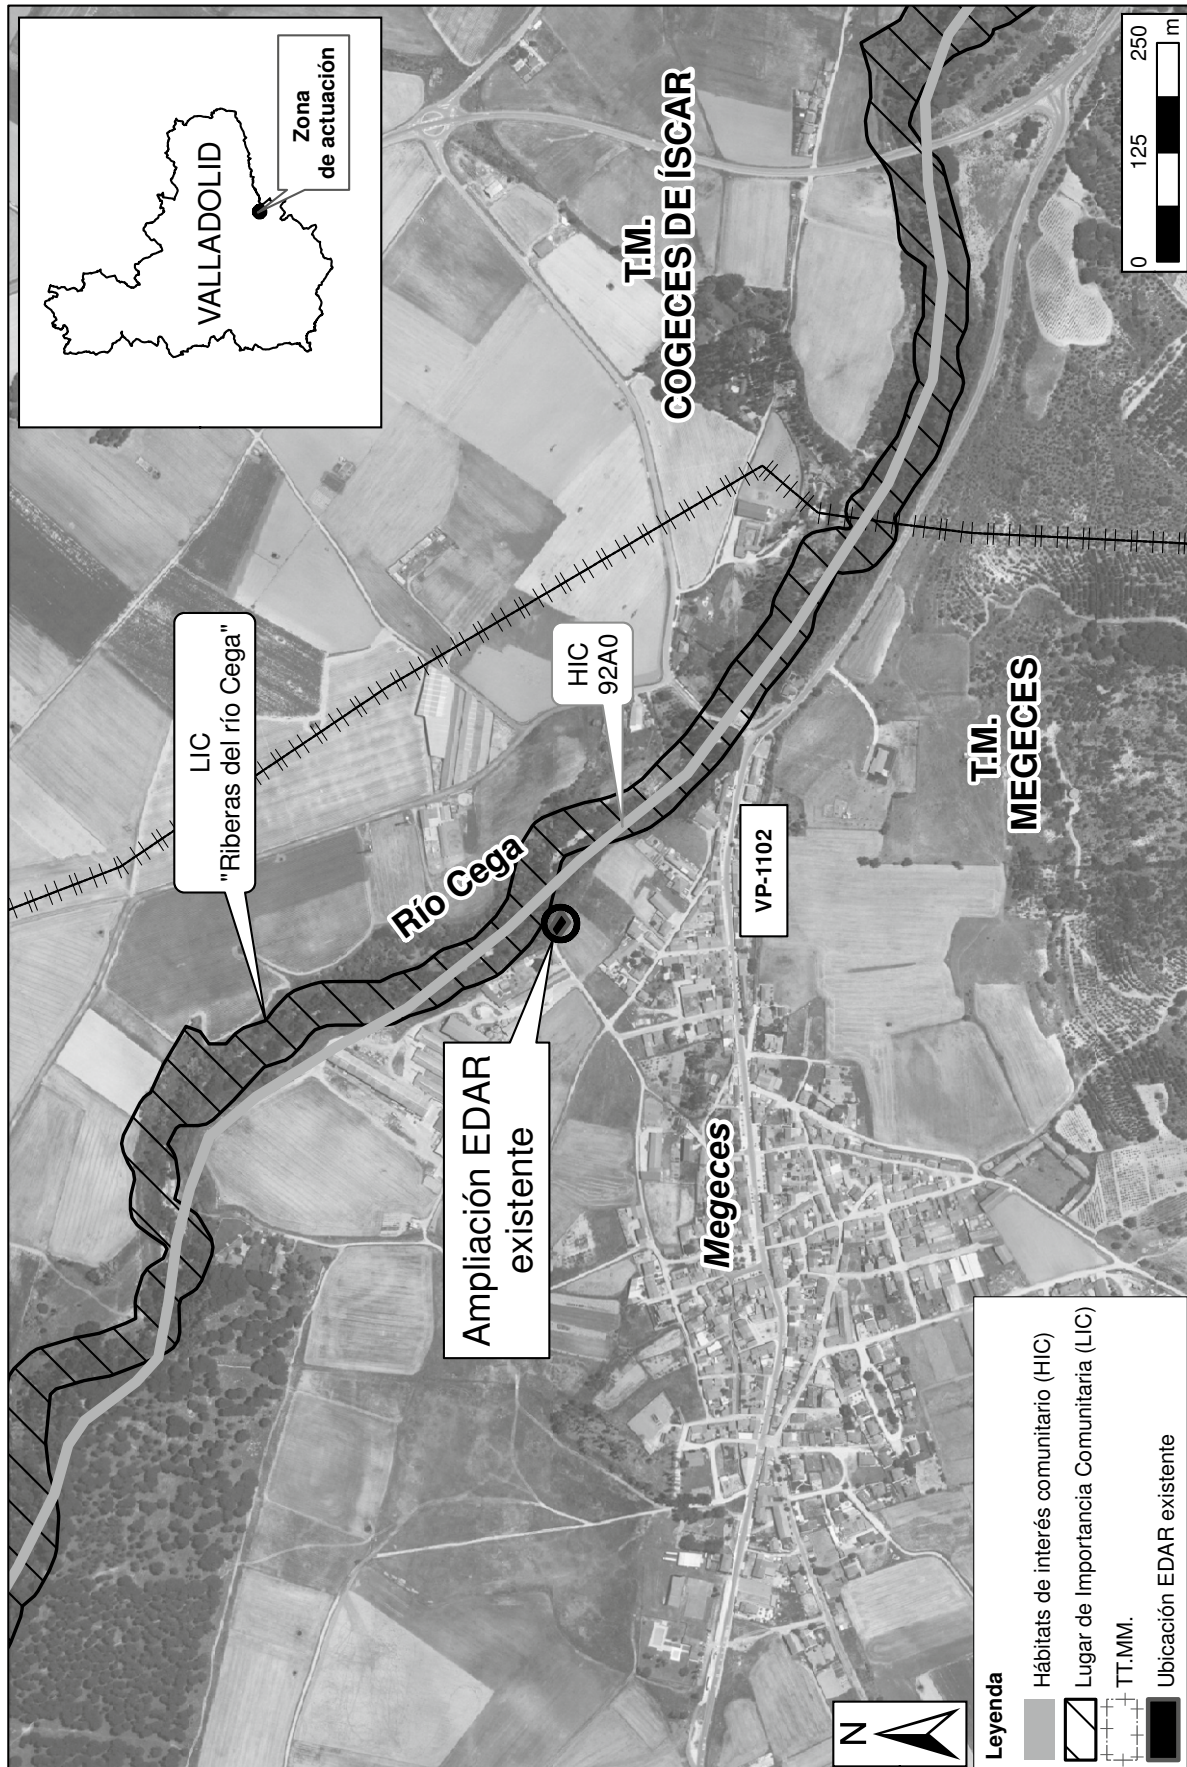 VALLADOLID
Zona
de actuación
LIC
"Riberas del río Cega"
T.M.
COGECES DE ÍSCAR
Río Cega
HIC
92A0
Ampliación EDAR
existente
VP-1102
Megeces
T.M.
MEGECES
N
Leyenda
Hábitats de interés comunitario (HIC)
Lugar de Importancia Comunitaria (LIC)
TT.MM.
Ubicación EDAR existente
0 125 250
m